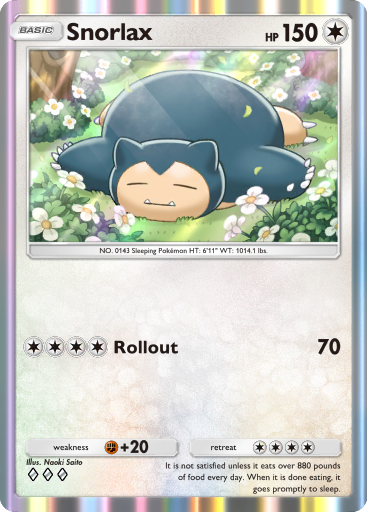 BASIC Snorlax HP 150
NO. 0143 Sleeping Pokémon HT: 6'11" WT: 1014.1 lbs.
Rollout 70
weakness +20 retreat
Illus. Naoki Saito
It is not satisfied unless it eats over 880 pounds
of food every day. When it is done eating, it
goes promptly to sleep.